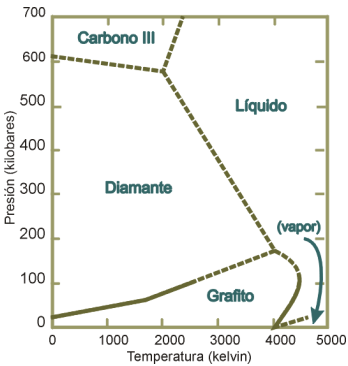 700
Carbono III
600
500
Líquido
400
Presión (kilobares)
300
Diamante
200
(vapor)
100
Grafito
0
0 1000 2000 3000 4000 5000
Temperatura (kelvin)